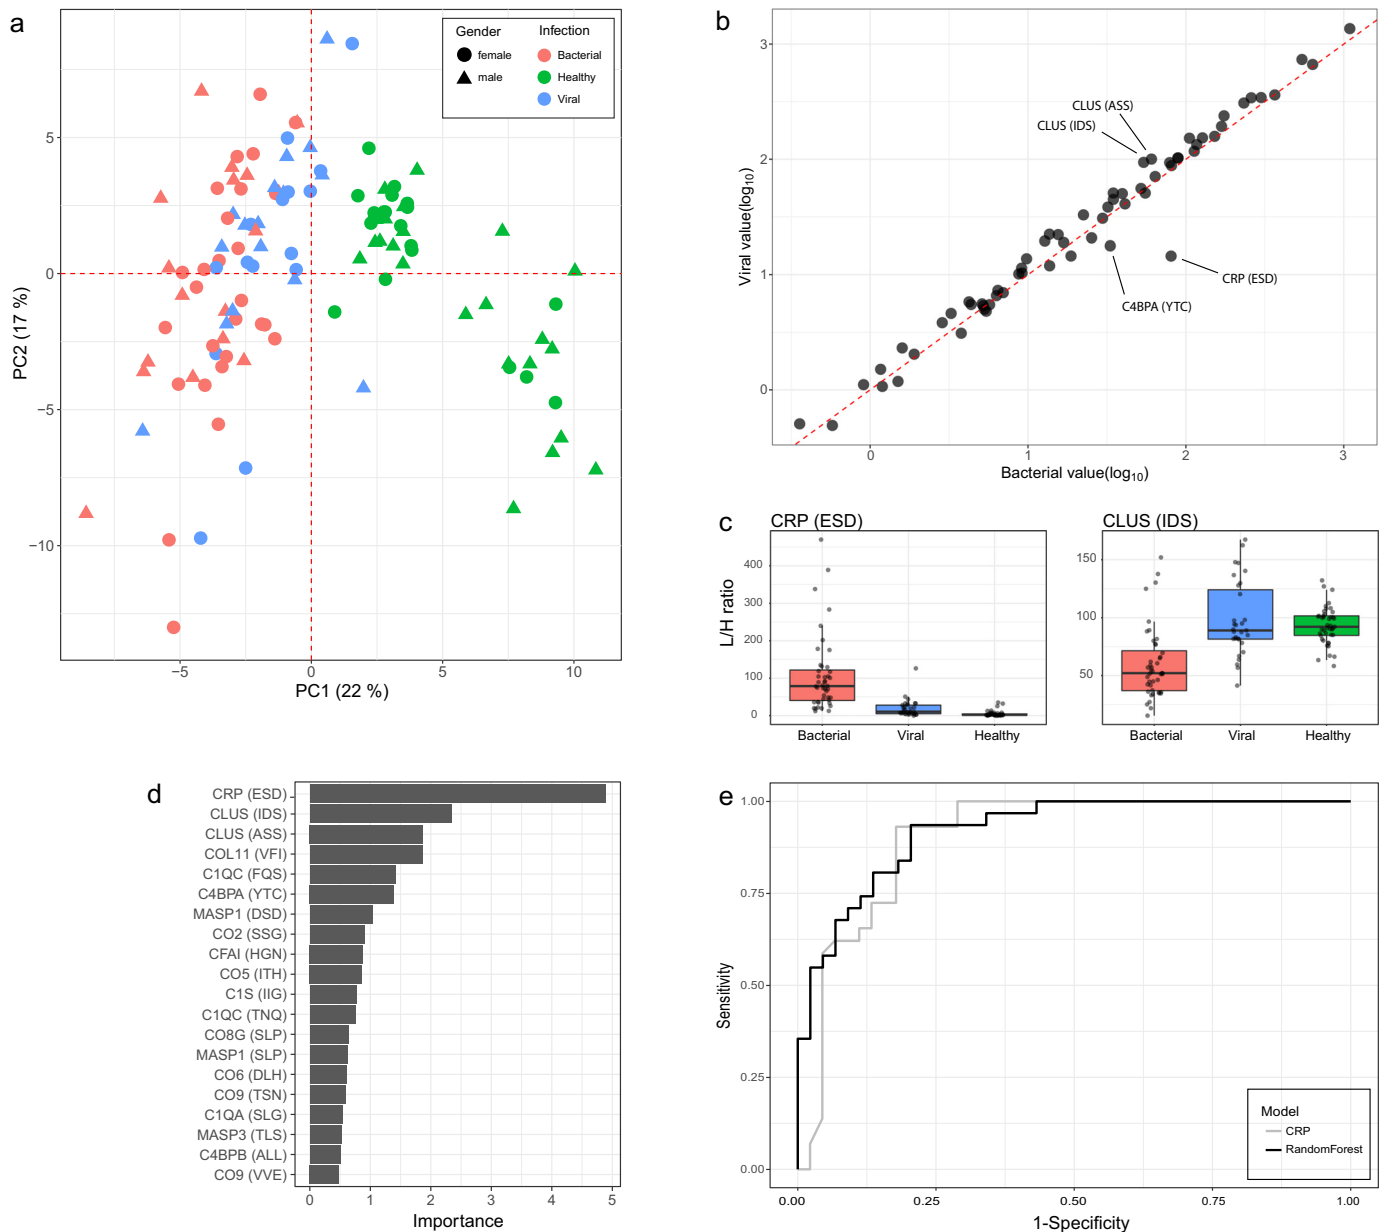 a
Gender
female
male
Infection
Bacterial
Healthy
Viral
5
0
−5
−10
PC2 (17 %)
−5
0
5
10
PC1 (22 %)
b
CLUS (ASS)
CLUS (IDS)
CRP (ESD)
C4BPA (YTC)
3
2
1
0
Viral value(log10)
0
1
2
3
Bacterial value(log10)
c
CRP (ESD)
400
300
200
100
0
L/H ratio
Bacterial
Viral
Healthy
CLUS (IDS)
150
100
50
Bacterial
Viral
Healthy
d
CRP (ESD)
CLUS (IDS)
CLUS (ASS)
COL11 (VFI)
C1QC (FQS)
C4BPA (YTC)
MASP1 (DSD)
CO2 (SSG)
CFAI (HGN)
CO5 (ITH)
C1S (IIG)
C1QC (TNQ)
CO8G (SLP)
MASP1 (SLP)
CO6 (DLH)
CO9 (TSN)
C1QA (SLG)
MASP3 (TLS)
C4BPB (ALL)
CO9 (VVE)
0
1
2
3
4
5
Importance
e
1.00
0.75
0.50
0.25
0.00
Sensitivity
Model
CRP
RandomForest
0.00
0.25
0.50
0.75
1.00
1-Specificity